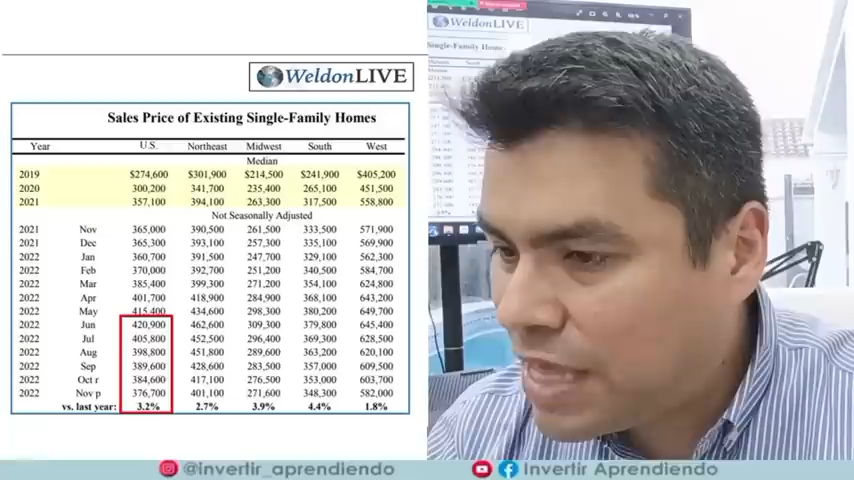 WeldonLIVE
Sales Price of Existing Single-Family Homes
Year U.S. Northeast Midwest South West
Median
2019 $274,600 $301,900 $214,500 $241,900 $405,200
2020 300,200 341,700 235,400 265,100 451,500
2021 357,100 394,100 263,300 317,500 558,800
Not Seasonally Adjusted
2021 Nov 365,000 390,500 261,500 333,500 571,900
2021 Dec 365,300 393,100 257,300 335,100 569,900
2022 Jan 360,700 391,500 247,700 329,100 562,300
2022 Feb 370,000 392,700 251,200 340,500 584,700
2022 Mar 385,400 399,300 271,200 354,100 624,800
2022 Apr 401,700 418,900 284,900 368,100 643,200
2022 May 415,400 434,600 298,300 380,200 649,700
2022 Jun 420,900 462,600 309,300 379,800 645,400
2022 Jul 405,800 452,500 296,400 369,300 628,500
2022 Aug 398,800 451,800 289,600 363,200 620,100
2022 Sep 389,600 428,600 283,500 357,000 609,500
2022 Oct r 384,600 417,100 276,500 353,000 603,700
2022 Nov p 376,700 401,100 271,600 348,300 582,000
vs. last year: 3.2% 2.7% 3.9% 4.4% 1.8%
WeldonLIVE
Single-Family Home
@invertir_aprendiendo
Invertir Aprendiendo